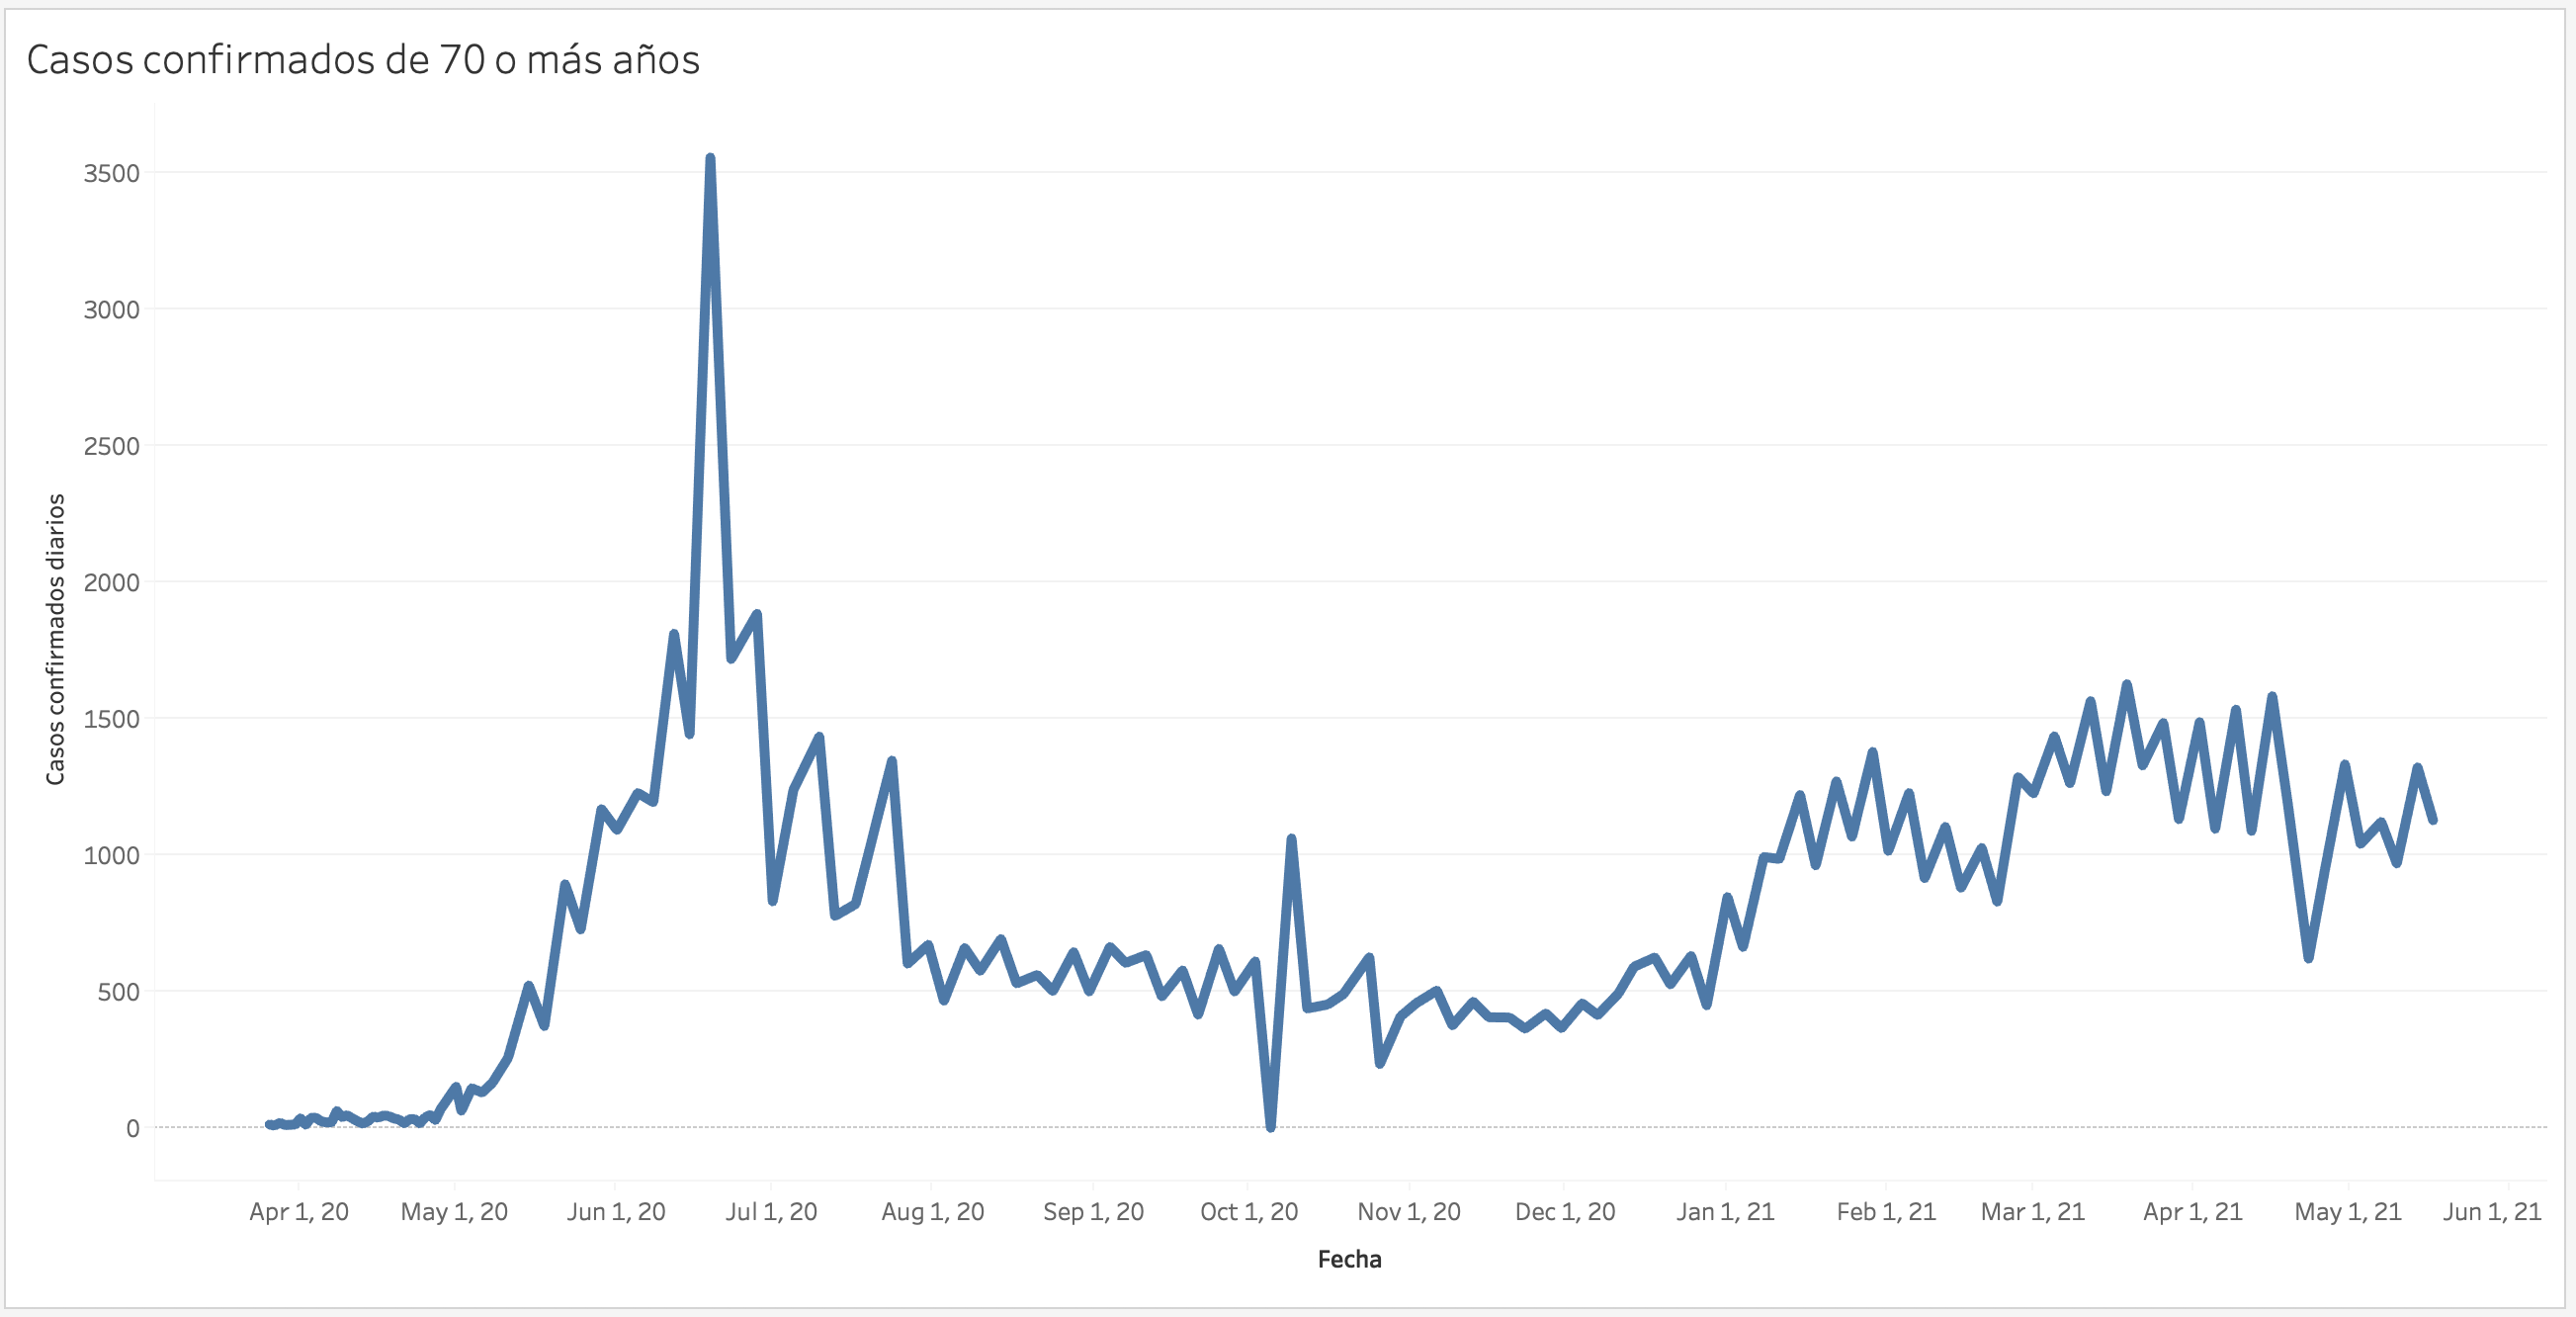 Casos confirmados de 70 o más años
3500
3000
2500
2000
1500
1000
500
0
Casos confirmados diarios
Apr 1, 20
May 1, 20
Jun 1, 20
Jul 1, 20
Aug 1, 20
Sep 1, 20
Oct 1, 20
Nov 1, 20
Dec 1, 20
Jan 1, 21
Feb 1, 21
Mar 1, 21
Apr 1, 21
May 1, 21
Jun 1, 21
Fecha